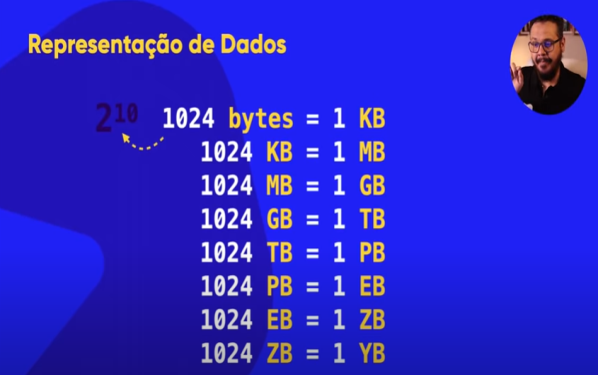 Representação de Dados
2¹⁰ 1024 bytes = 1 KB
1024 KB = 1 MB
1024 MB = 1 GB
1024 GB = 1 TB
1024 TB = 1 PB
1024 PB = 1 EB
1024 EB = 1 ZB
1024 ZB = 1 YB